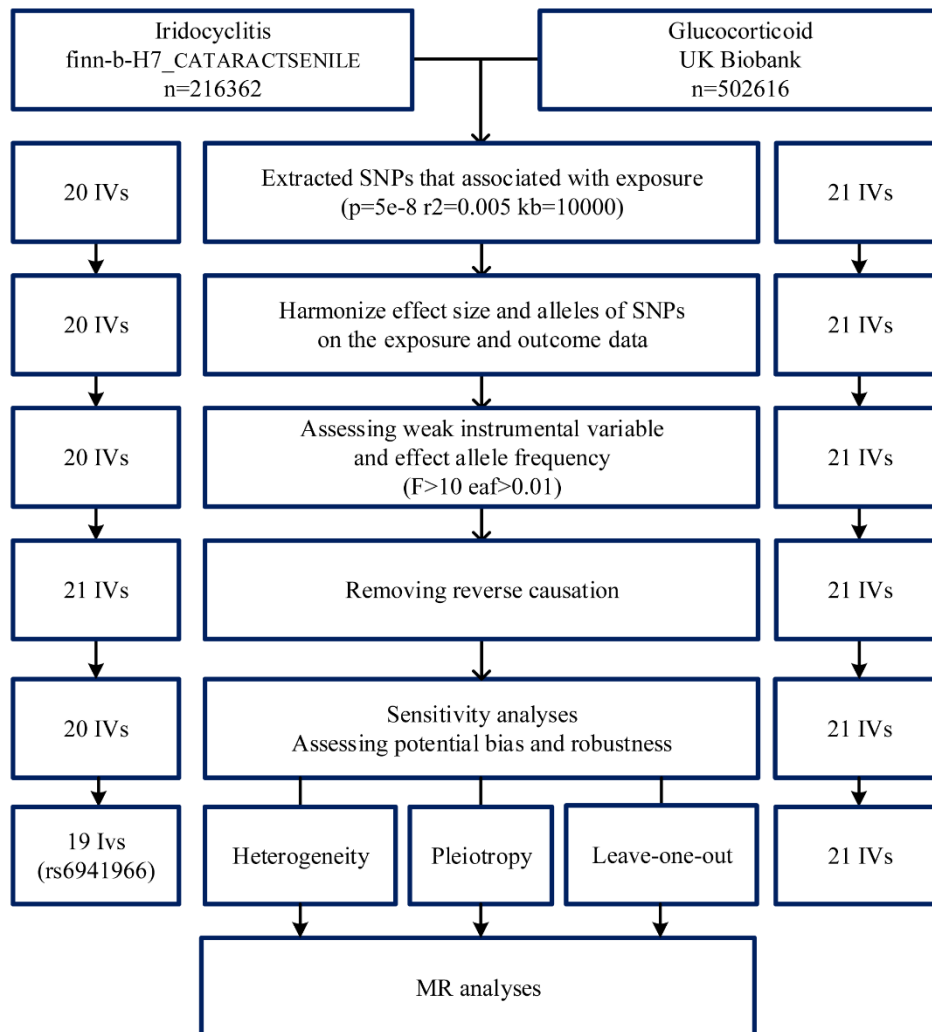 Iridocyclitis
finn-b-H7_CATARACTSENILE
n=216362
Glucocorticoid
UK Biobank
n=502616
20 IVs
Extracted SNPs that associated with exposure
(p=5e-8 r2=0.005 kb=10000)
21 IVs
20 IVs
Harmonize effect size and alleles of SNPs
on the exposure and outcome data
21 IVs
20 IVs
Assessing weak instrumental variable
and effect allele frequency
(F>10 eaf>0.01)
21 IVs
21 IVs
Removing reverse causation
21 IVs
20 IVs
Sensitivity analyses
Assessing potential bias and robustness
21 IVs
19 Ivs
(rs6941966)
Heterogeneity
Pleiotropy
Leave-one-out
21 IVs
MR analyses